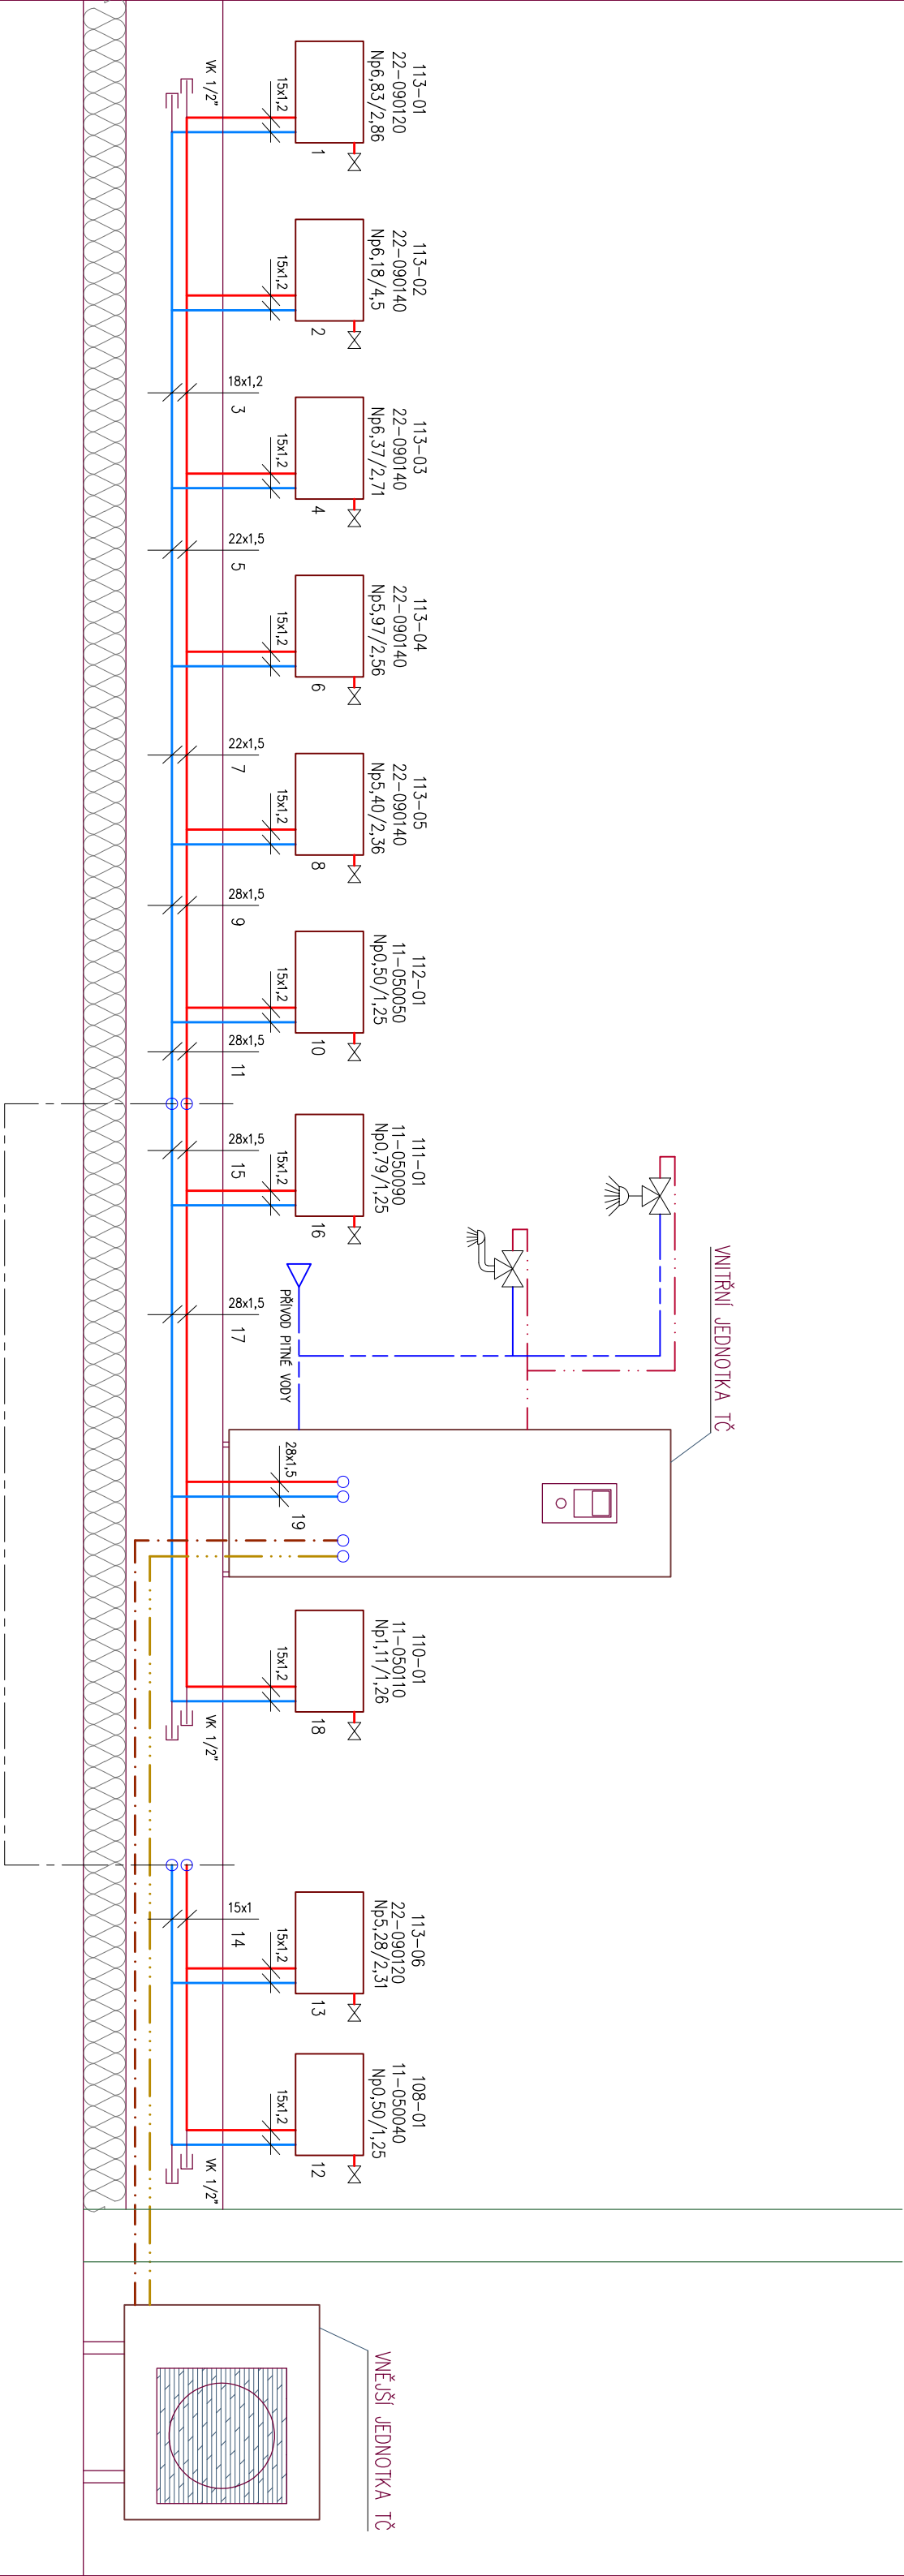 113-01
22-090120
Np6,83/2,86
15x1,2
1
VK 1/2"
113-02
22-090140
Np6,18/4,5
15x1,2
2
18x1,2
3
113-03
22-090140
Np6,37/2,71
15x1,2
4
22x1,5
5
113-04
22-090140
Np5,97/2,56
15x1,2
6
22x1,5
7
113-05
22-090140
Np5,40/2,36
15x1,2
8
28x1,5
9
112-01
11-050050
Np0,50/1,25
15x1,2
10
28x1,5
11
111-01
11-050090
Np0,79/1,25
15x1,2
16
28x1,5
15
28x1,5
17
PŘÍVOD PITNÉ VODY
VNITŘNÍ JEDNOTKA TČ
28x1,5
19
110-01
11-050110
Np1,11/1,26
15x1,2
18
VK 1/2"
113-06
22-090120
Np5,28/2,31
15x1,2
13
15x1
14
108-01
11-050040
Np0,50/1,25
15x1,2
12
VK 1/2"
VNĚJŠÍ JEDNOTKA TČ